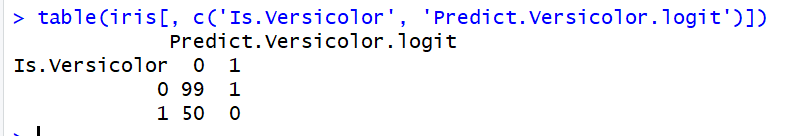 > table(iris[, c('Is.Versicolor', 'Predict.Versicolor.logit')])
             Predict.Versicolor.logit
Is.Versicolor  0  1
            0 99  1
            1 50  0
>